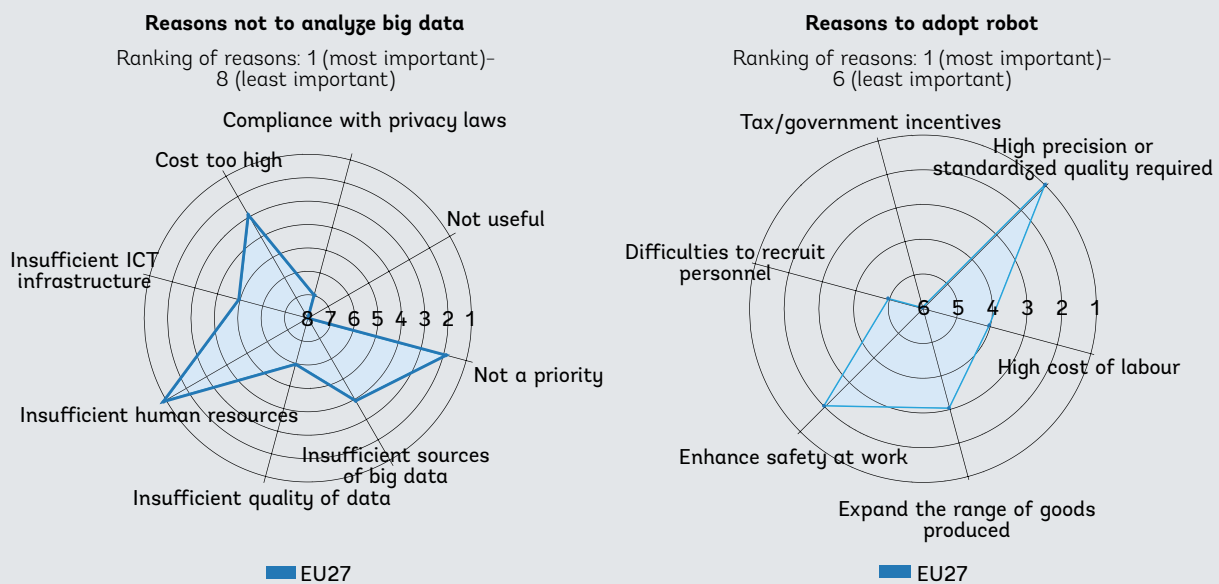 Reasons not to analyze big data
Ranking of reasons: 1 (most important)–
8 (least important)
Compliance with privacy laws
Cost too high
Not useful
Insufficient ICT
infrastructure
8 7 6 5 4 3 2 1
Not a priority
Insufficient human resources
Insufficient sources
of big data
Insufficient quality of data
EU27
Reasons to adopt robot
Ranking of reasons: 1 (most important)–
6 (least important)
Tax/government incentives
High precision or
standardized quality required
Difficulties to recruit
personnel
6 5 4 3 2 1
High cost of labour
Enhance safety at work
Expand the range of goods
produced
EU27